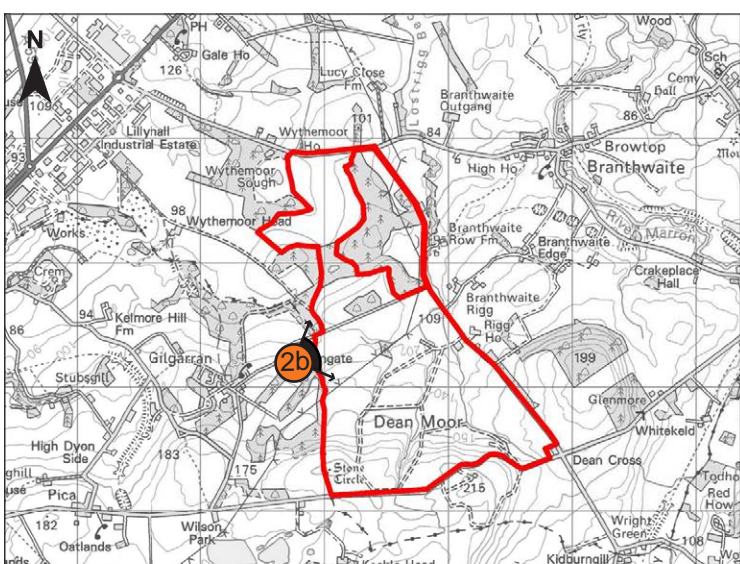 N
PH
Gale Ho
126
109
93
Lillyhall
Industrial Estate
Lucy Close
Fm
Lostrigg
Wythemoor
Ho
101
84
Branthwaite
Outgang
Wood
Sch
Cemy
Hall
86
Browtop
Branthwaite
High Ho
Wythemoor
Sough
Wythemoor Head
98
Works
Crem
94
86
Kelmore Hill
Fm
Gilgarran
Stubsgill
High Dyon
Side
Pica
183
175
182
Oatlands
Wilson
Park
2b
Branthwaite
Row Fm
Branthwaite
Edge
River Marron
Crakeplace
Hall
Branthwaite
Rigg
Rigg
Ho
109
199
Glenmore
Whitekeld
Dean Moor
Stone
Circle
215
Dean Cross
Red
How
Wright
Green
108
Kidburngill